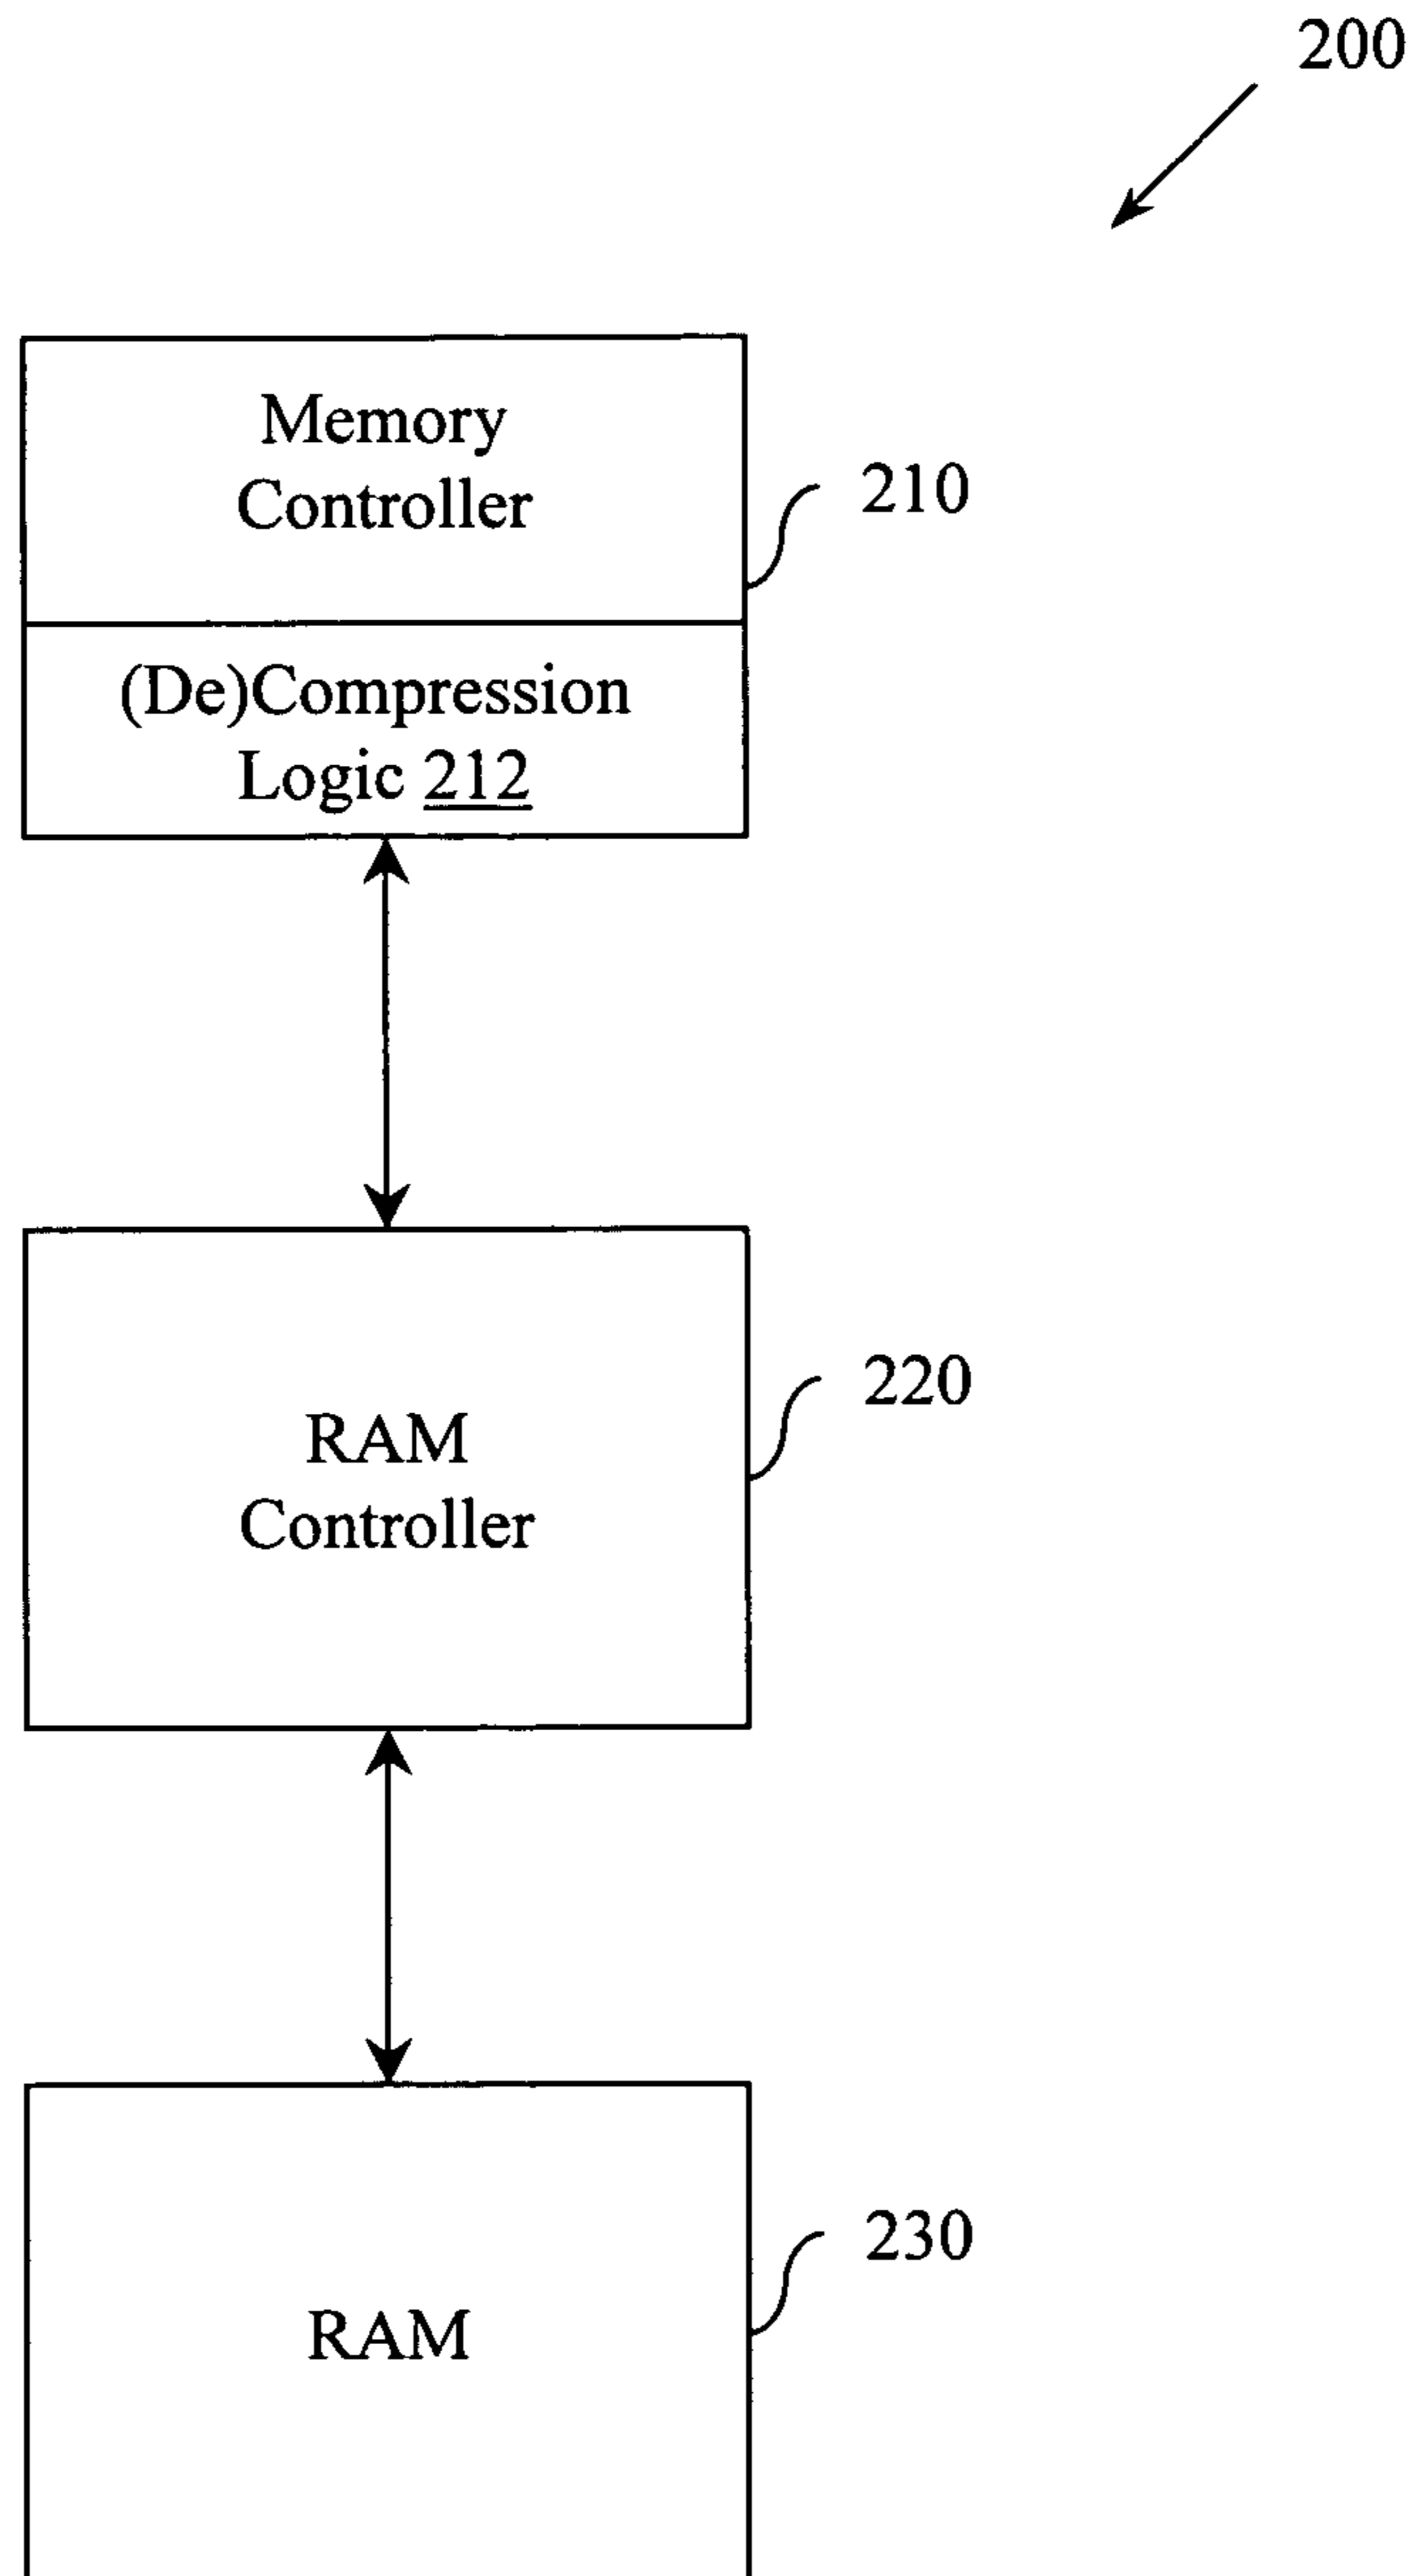 200
Memory
Controller
210
(De)Compression
Logic 212
220
RAM
Controller
230
RAM